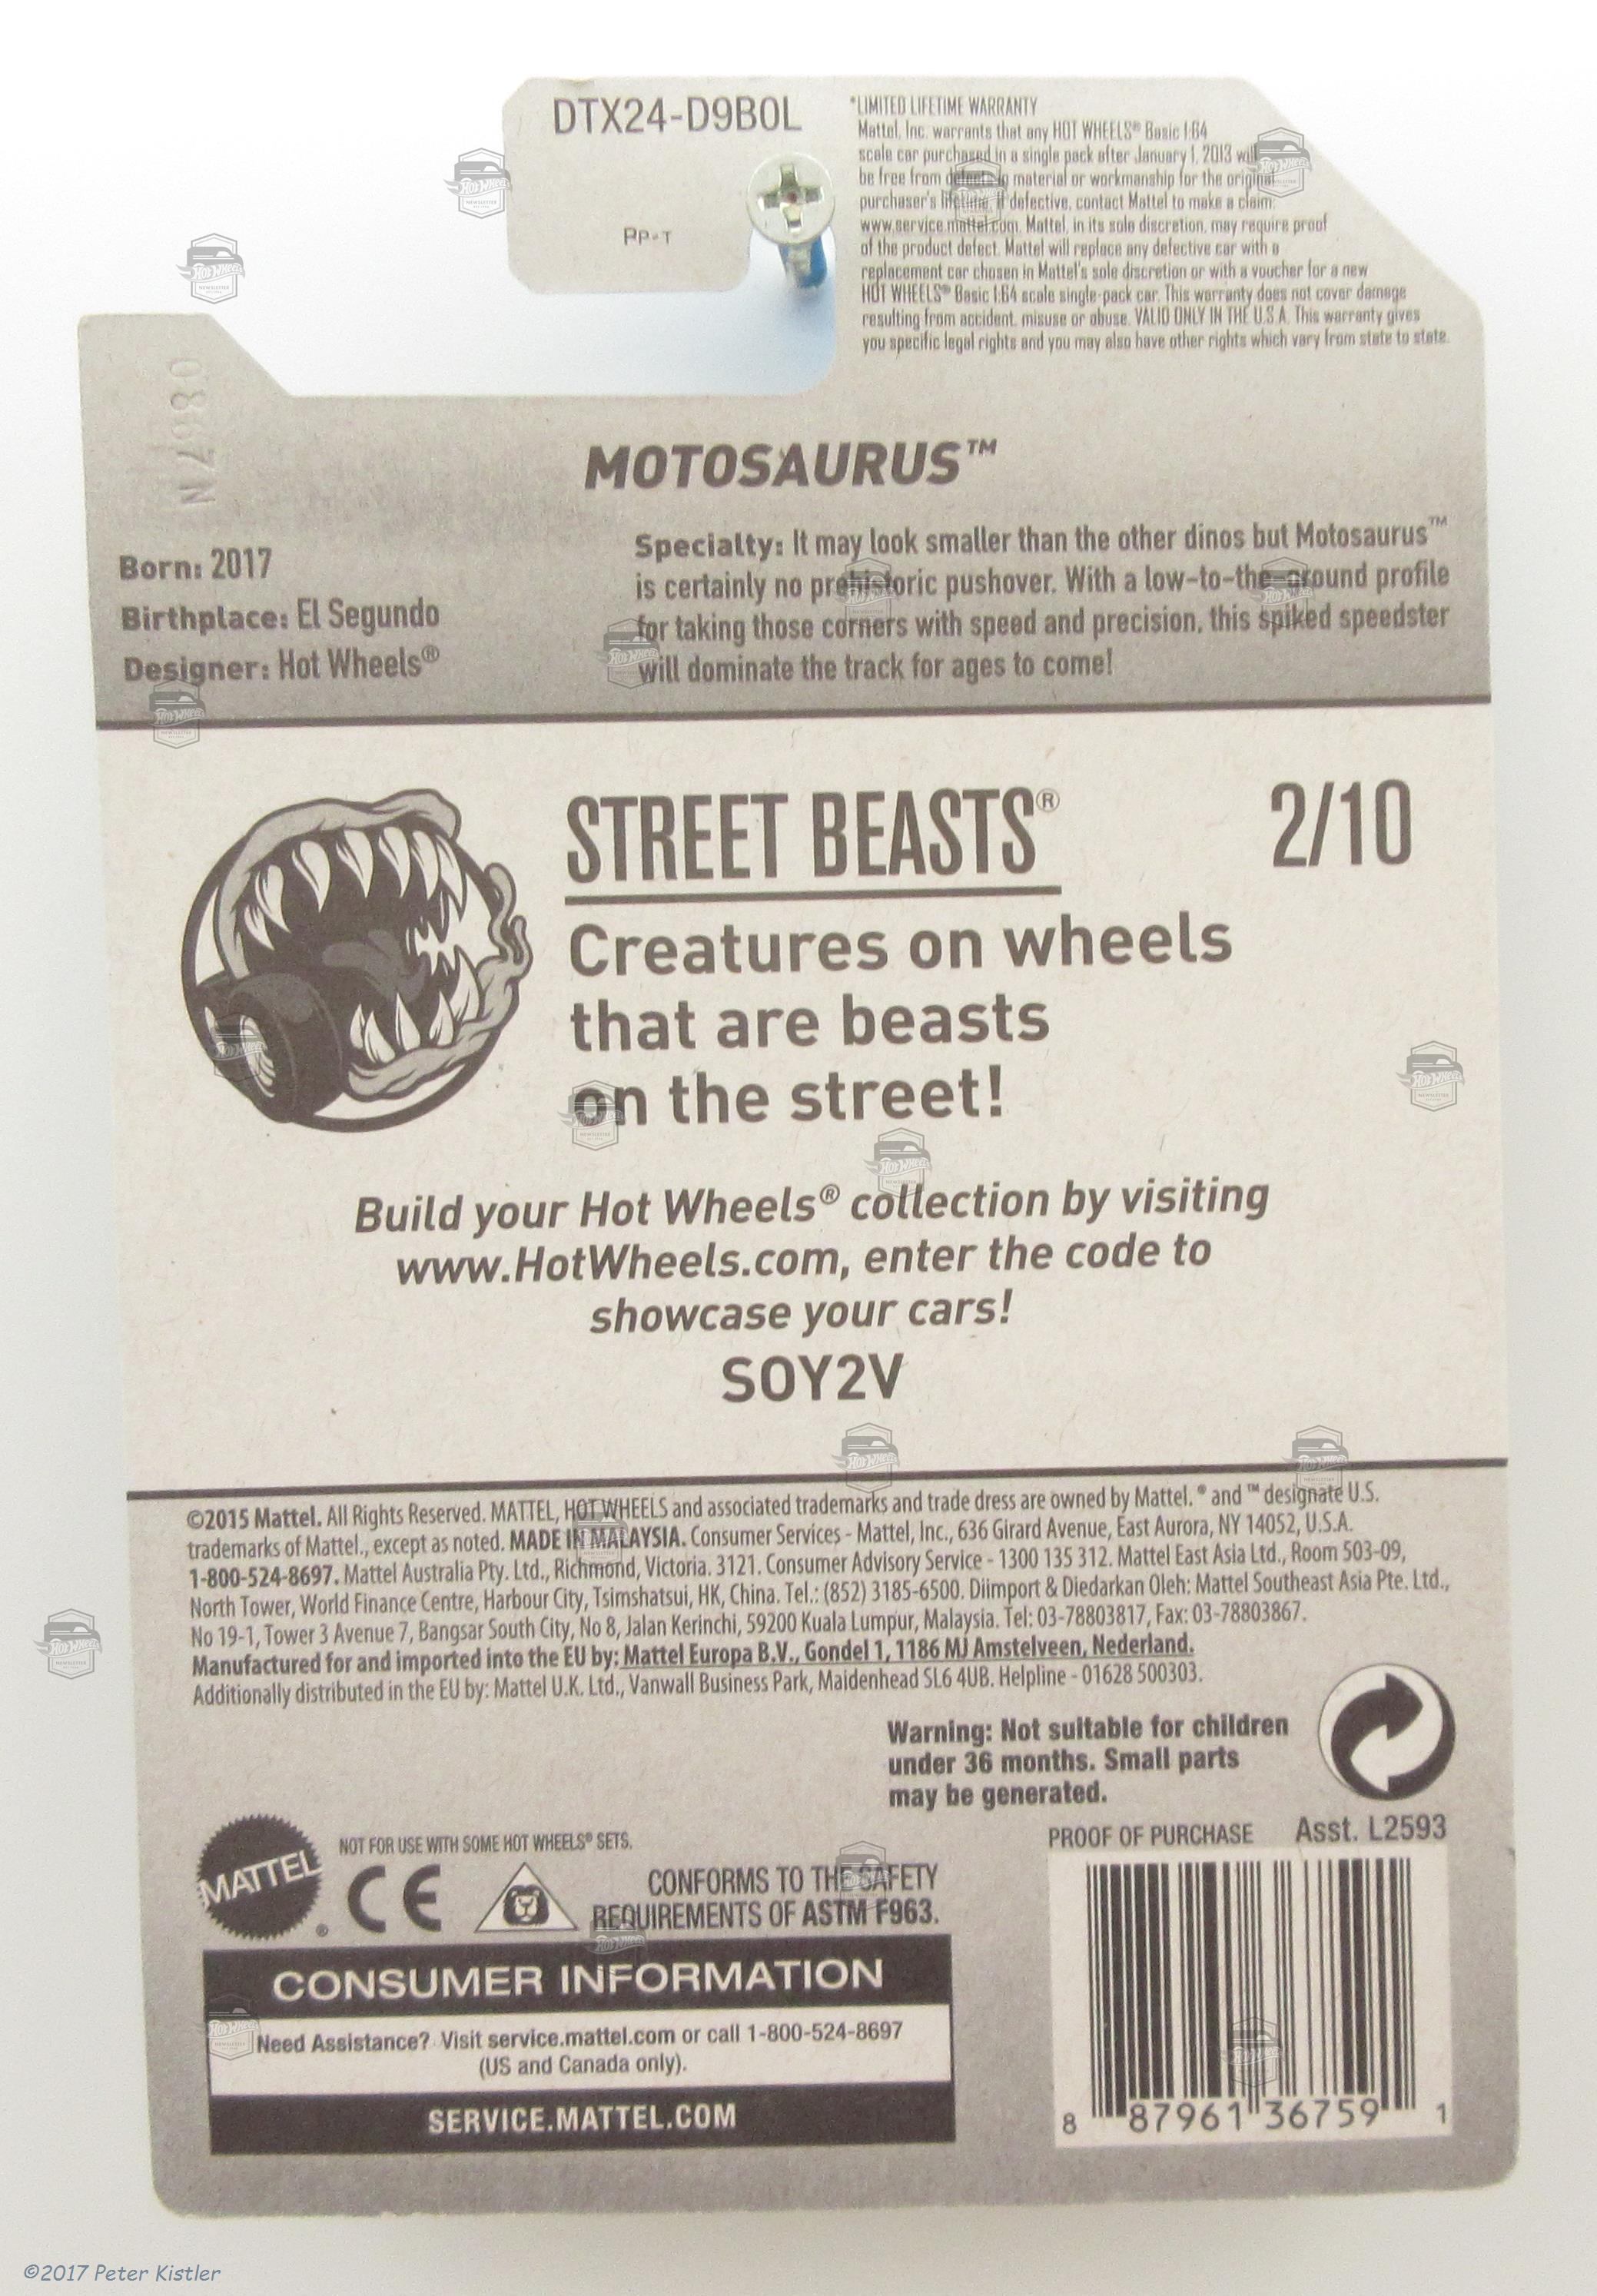 DTX24-D9B0L
PP-T
*LIMITED LIFETIME WARRANTY
Mattel, Inc. warrants that any HOT WHEELS® Basic 1:64
scale car purchased in a single pack after January 1, 2013 will
be free from defects in material or workmanship for the original
purchaser's lifetime. If defective, contact Mattel to make a claim:
www.service.mattel.com. Mattel, in its sole discretion, may require proof
of the product defect. Mattel will replace any defective car with a
replacement car chosen in Mattel's sole discretion or with a voucher for a new
HOT WHEELS® Basic 1:64 scale single-pack car. This warranty does not cover damage
resulting from accident, misuse or abuse. VALID ONLY IN THE U.S.A. This warranty gives
you specific legal rights and you may also have other rights which vary from state to state.
0867N
MOTOSAURUS™
Born: 2017
Birthplace: El Segundo
Designer: Hot Wheels®
Specialty: It may look smaller than the other dinos but Motosaurus™
is certainly no prehistoric pushover. With a low-to-the-ground profile
for taking those corners with speed and precision, this spiked speedster
will dominate the track for ages to come!
STREET BEASTS®
2/10
Creatures on wheels
that are beasts
on the street!
Build your Hot Wheels® collection by visiting
www.HotWheels.com, enter the code to
showcase your cars!
SOY2V
©2015 Mattel. All Rights Reserved. MATTEL, HOT WHEELS and associated trademarks and trade dress are owned by Mattel. ® and ™ designate U.S.
trademarks of Mattel., except as noted. MADE IN MALAYSIA. Consumer Services - Mattel, Inc., 636 Girard Avenue, East Aurora, NY 14052, U.S.A.
1-800-524-8697. Mattel Australia Pty. Ltd., Richmond, Victoria. 3121. Consumer Advisory Service - 1300 135 312. Mattel East Asia Ltd., Room 503-09,
North Tower, World Finance Centre, Harbour City, Tsimshatsui, HK, China. Tel.: (852) 3185-6500. Diimport & Diedarkan Oleh: Mattel Southeast Asia Pte. Ltd.,
No 19-1, Tower 3 Avenue 7, Bangsar South City, No 8, Jalan Kerinchi, 59200 Kuala Lumpur, Malaysia. Tel: 03-78803817, Fax: 03-78803867.
Manufactured for and imported into the EU by: Mattel Europa B.V., Gondel 1, 1186 MJ Amstelveen, Nederland.
Additionally distributed in the EU by: Mattel U.K. Ltd., Vanwall Business Park, Maidenhead SL6 4UB. Helpline - 01628 500303.
Warning: Not suitable for children
under 36 months. Small parts
may be generated.
PROOF OF PURCHASE Asst. L2593
MATTEL®
NOT FOR USE WITH SOME HOT WHEELS® SETS.
CE
CONFORMS TO THE SAFETY
REQUIREMENTS OF ASTM F963.
CONSUMER INFORMATION
Need Assistance? Visit service.mattel.com or call 1-800-524-8697
(US and Canada only).
SERVICE.MATTEL.COM
8 87961 36759 1
©2017 Peter Kistler